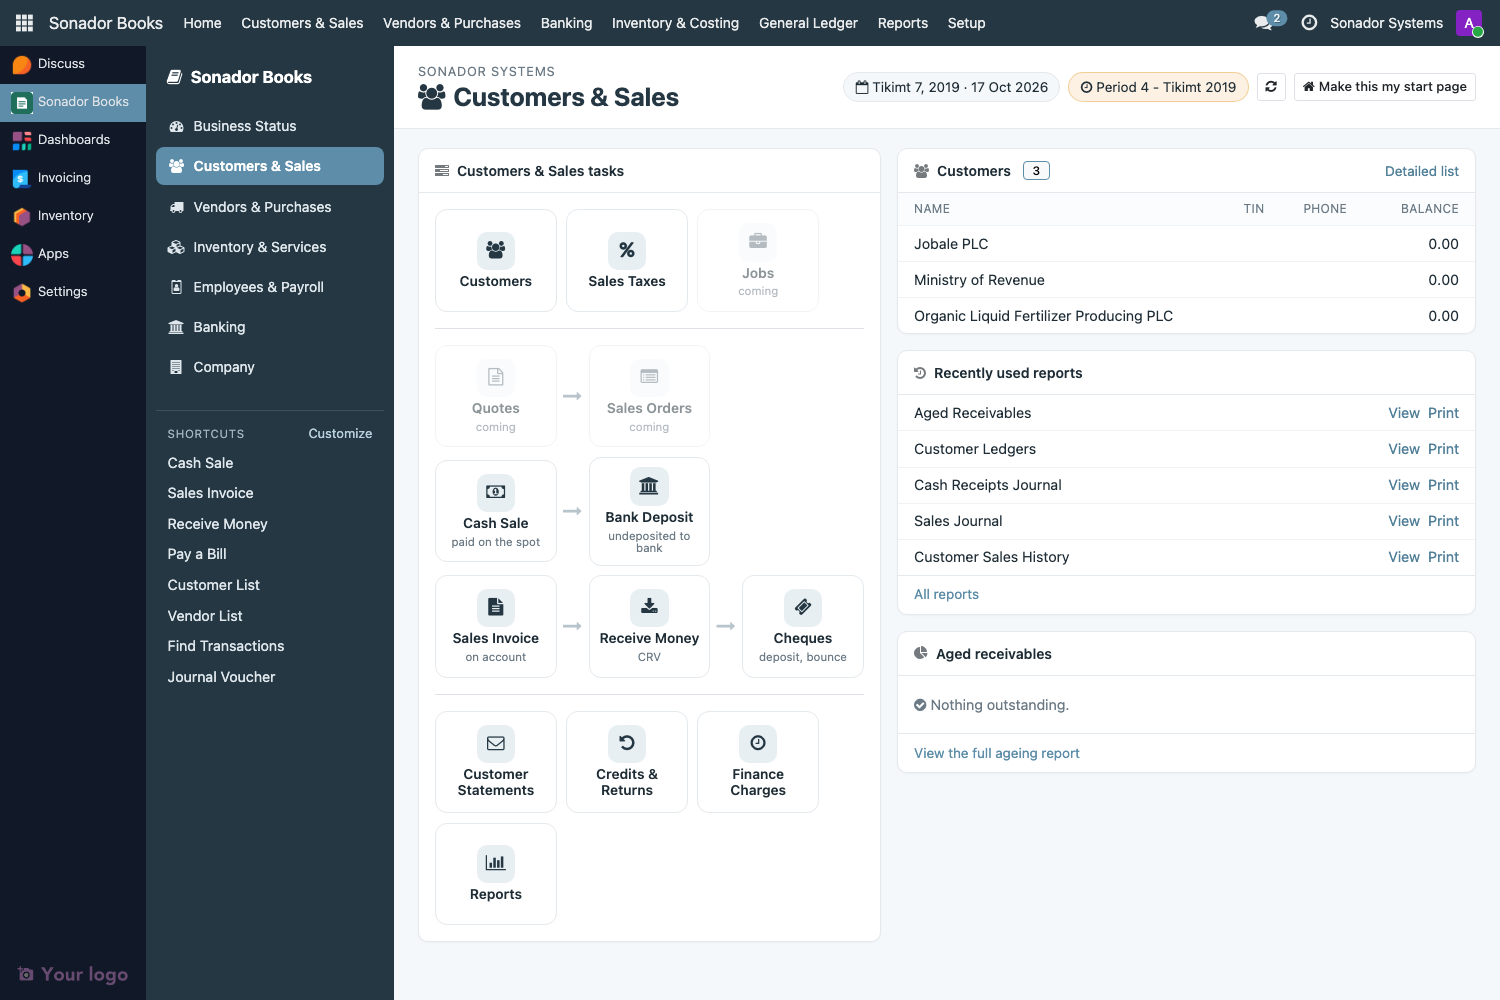 Sonador Books
Home
Customers & Sales
Vendors & Purchases
Banking
Inventory & Costing
General Ledger
Reports
Setup
2
Sonador Systems
A
Discuss
Sonador Books
Dashboards
Invoicing
Inventory
Apps
Settings
Your logo
Sonador Books
Business Status
Customers & Sales
Vendors & Purchases
Inventory & Services
Employees & Payroll
Banking
Company
SHORTCUTS
Customize
Cash Sale
Sales Invoice
Receive Money
Pay a Bill
Customer List
Vendor List
Find Transactions
Journal Voucher
SONADOR SYSTEMS
Customers & Sales
Tikimt 7, 2019 · 17 Oct 2026
Period 4 - Tikimt 2019
Make this my start page
Customers & Sales tasks
Customers
Sales Taxes
Jobs
coming
Quotes
coming
Sales Orders
coming
Cash Sale
paid on the spot
Bank Deposit
undeposited to
bank
Sales Invoice
on account
Receive Money
CRV
Cheques
deposit, bounce
Customer
Statements
Credits &
Returns
Finance
Charges
Reports
Customers
3
Detailed list
NAME TIN PHONE BALANCE
Jobale PLC 0.00
Ministry of Revenue 0.00
Organic Liquid Fertilizer Producing PLC 0.00
Recently used reports
Aged Receivables View Print
Customer Ledgers View Print
Cash Receipts Journal View Print
Sales Journal View Print
Customer Sales History View Print
All reports
Aged receivables
Nothing outstanding.
View the full ageing report